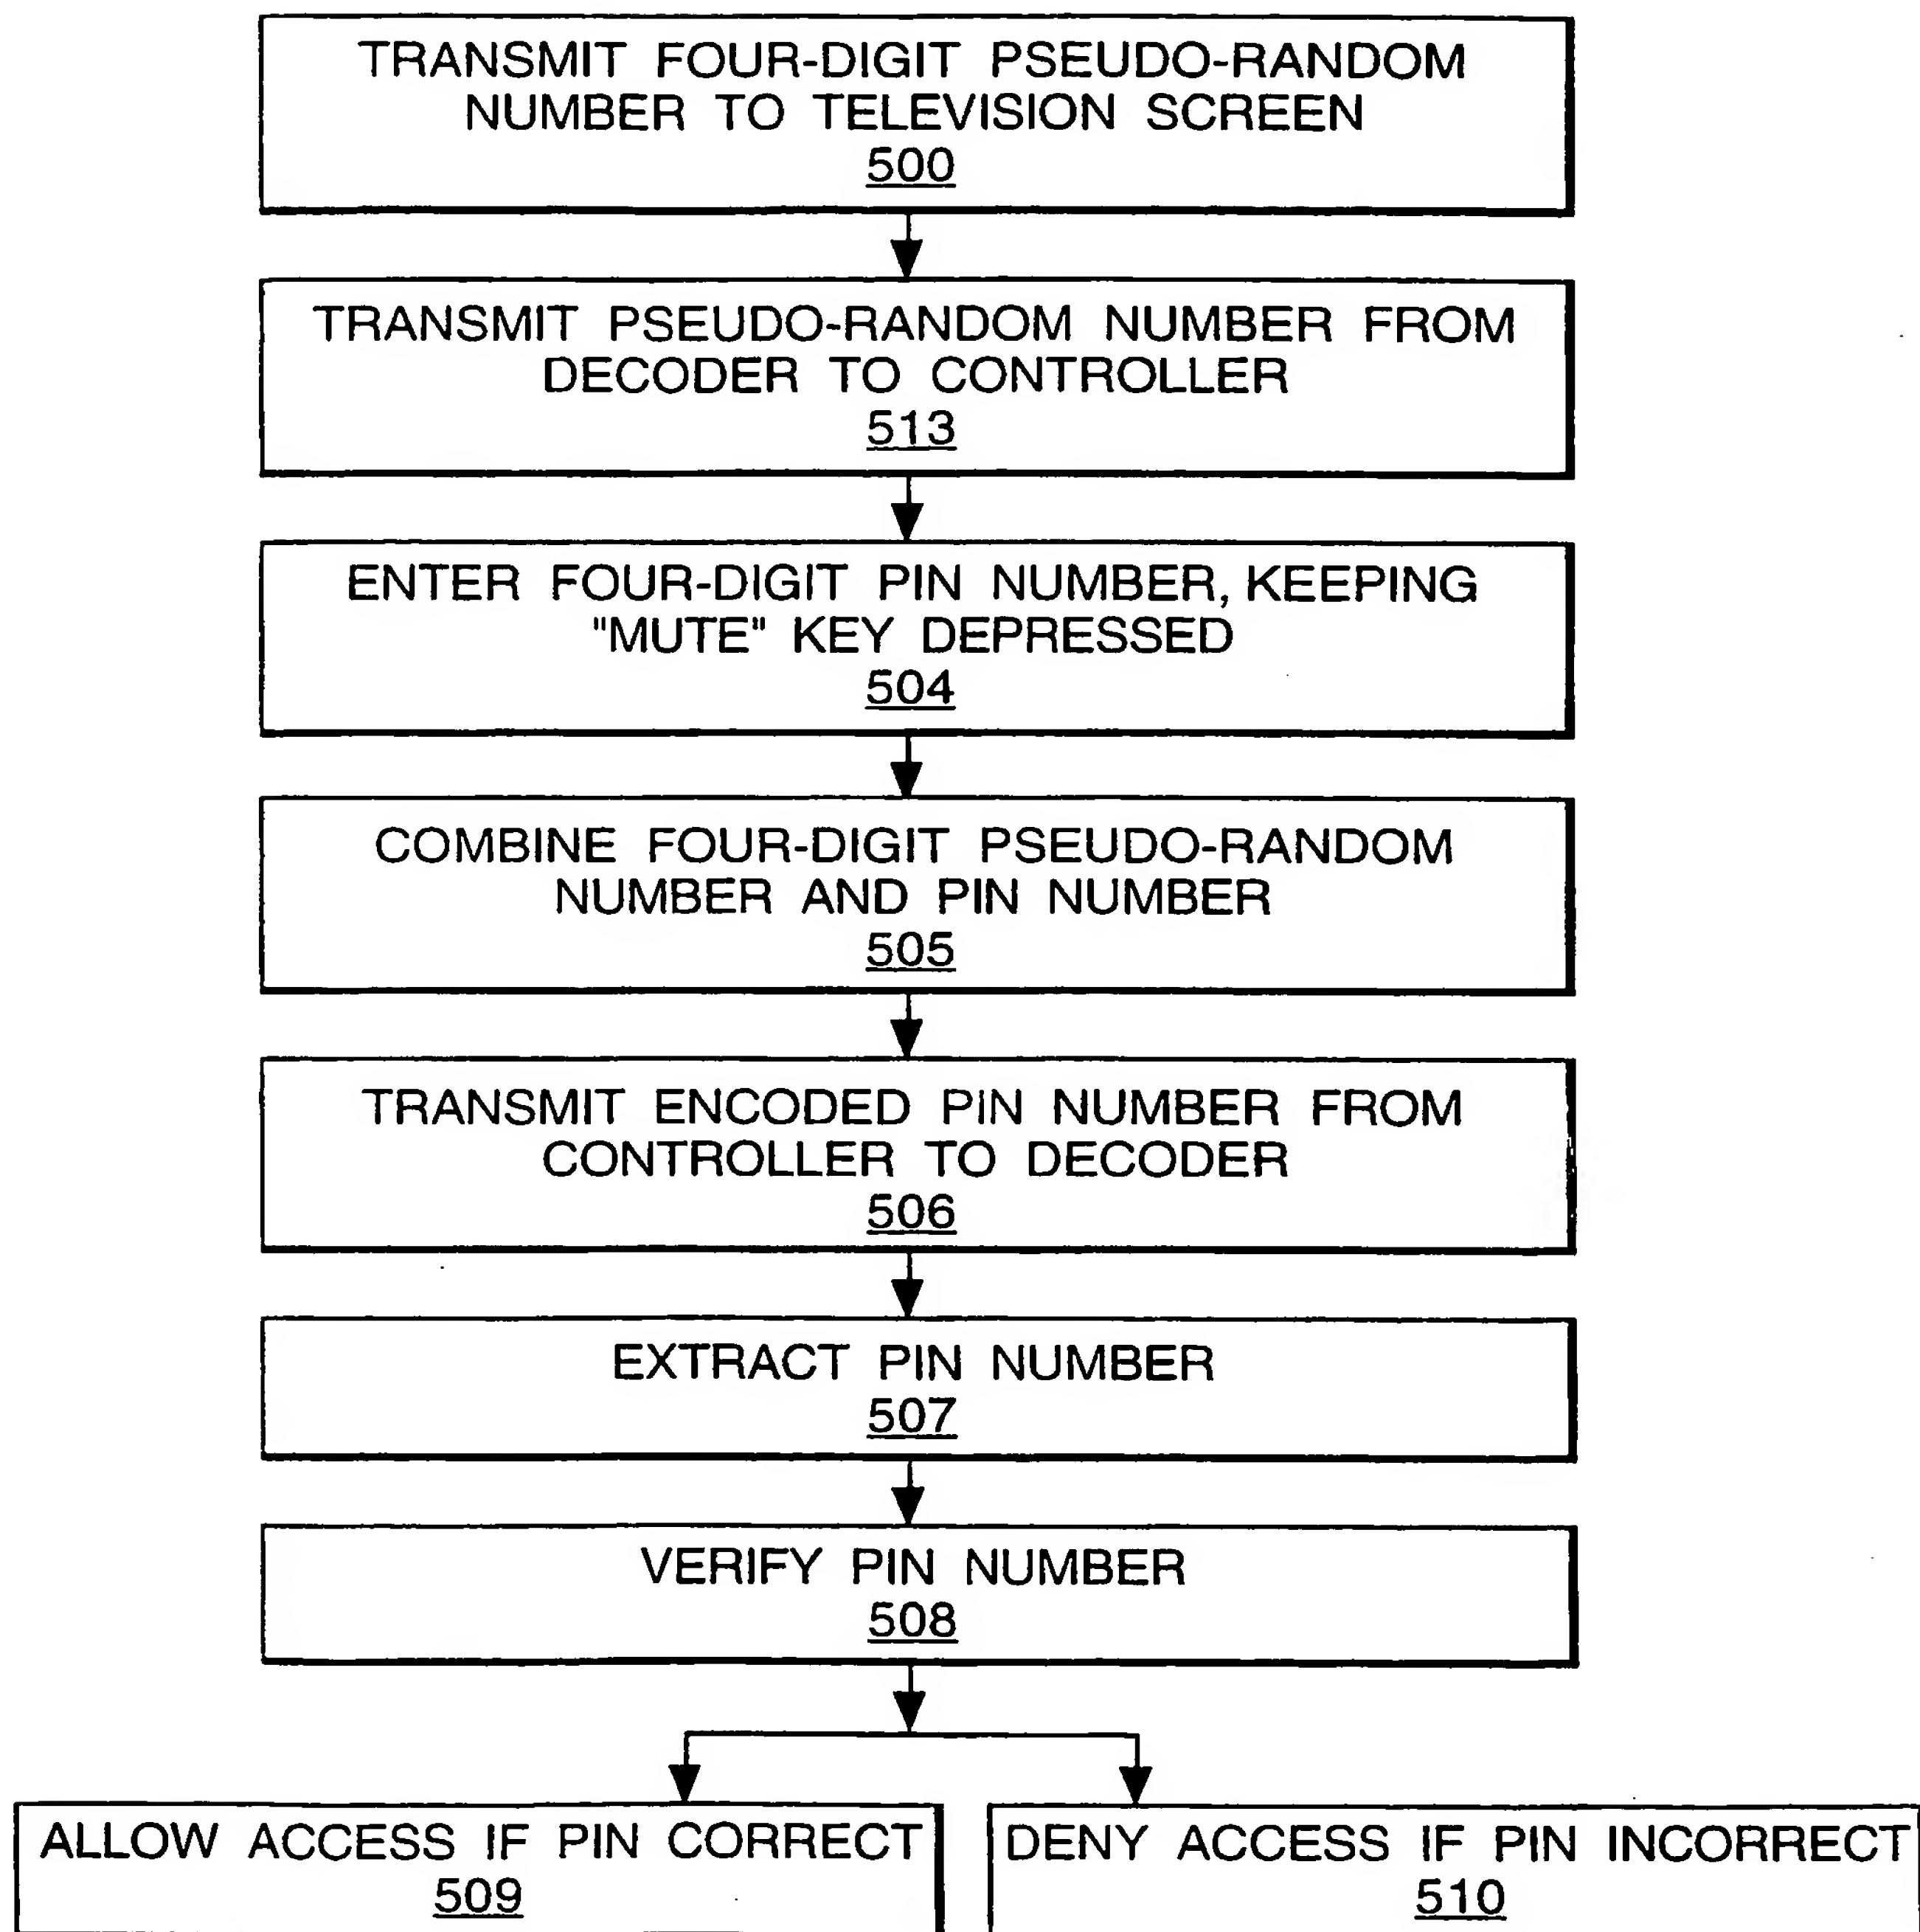 TRANSMIT FOUR-DIGIT PSEUDO-RANDOM
NUMBER TO TELEVISION SCREEN
500
TRANSMIT PSEUDO-RANDOM NUMBER FROM
DECODER TO CONTROLLER
513
ENTER FOUR-DIGIT PIN NUMBER, KEEPING
"MUTE" KEY DEPRESSED
504
COMBINE FOUR-DIGIT PSEUDO-RANDOM
NUMBER AND PIN NUMBER
505
TRANSMIT ENCODED PIN NUMBER FROM
CONTROLLER TO DECODER
506
EXTRACT PIN NUMBER
507
VERIFY PIN NUMBER
508
ALLOW ACCESS IF PIN CORRECT
509
DENY ACCESS IF PIN INCORRECT
510